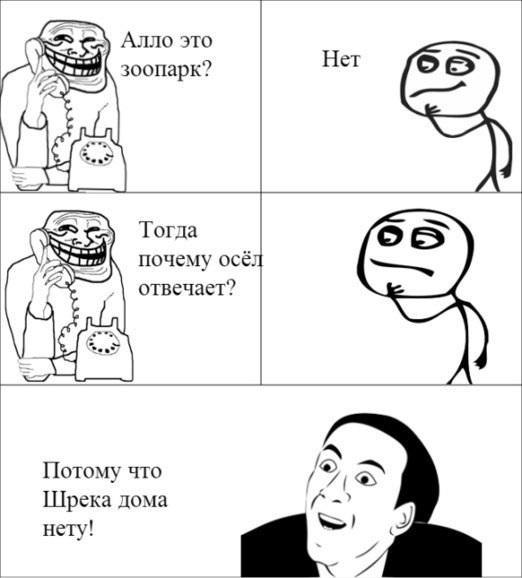 Алло это
зоопарк?
Нет
Тогда
почему осёл
отвечает?
Потому что
Шрека дома
нету!